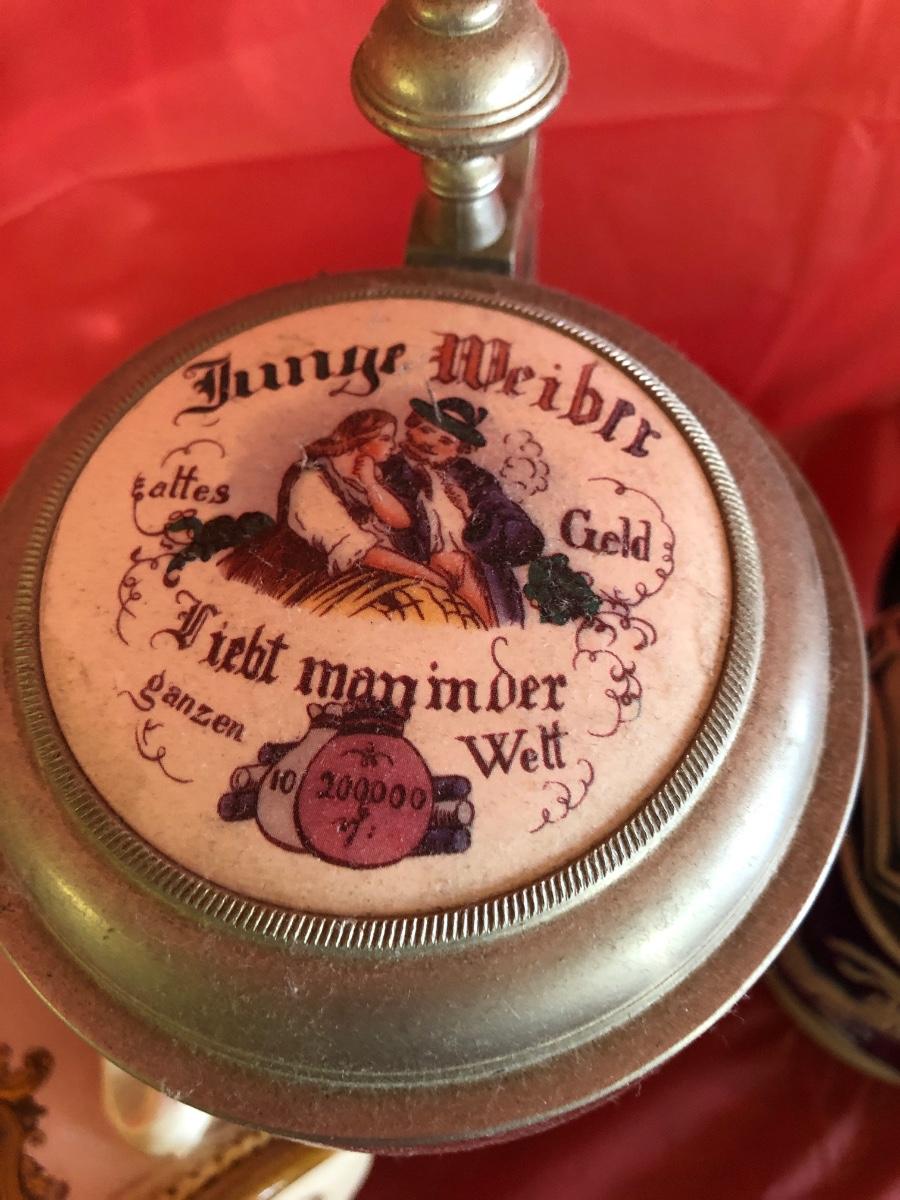 Junge Weiber
altes Geld
Liebt man in der
ganzen Welt
10 200000
M: